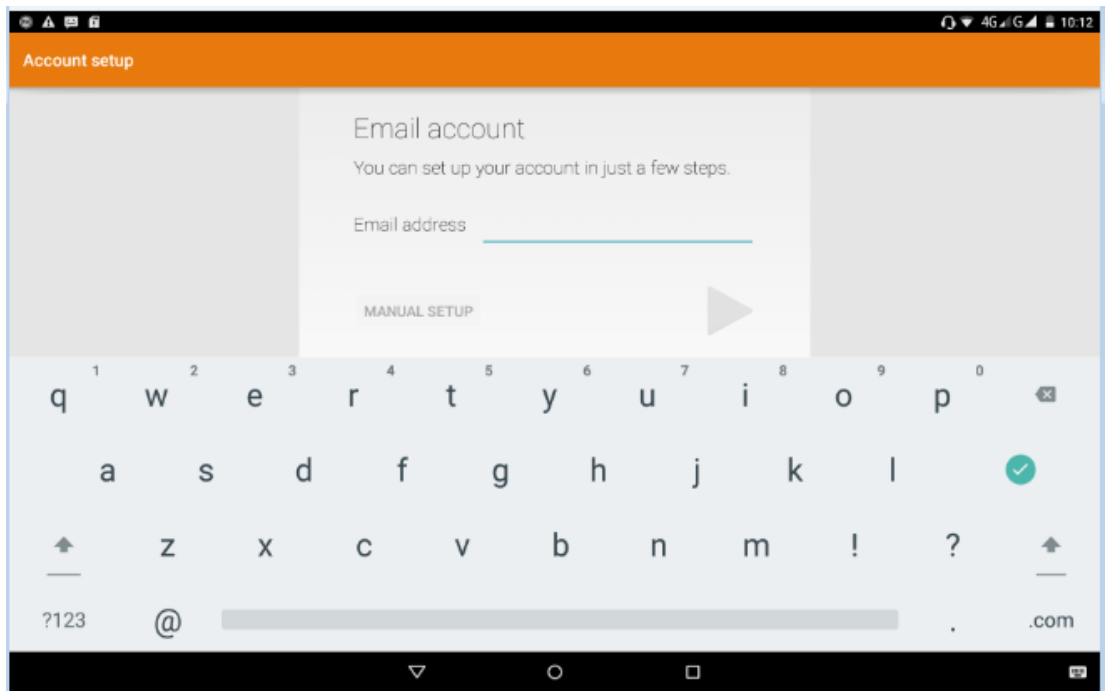 4G G 10:12
Account setup
Email account
You can set up your account in just a few steps.
Email address
MANUAL SETUP
1 2 3 4 5 6 7 8 9 0
q w e r t y u i o p
a s d f g h j k l
z x c v b n m ! ?
?123 @ . .com